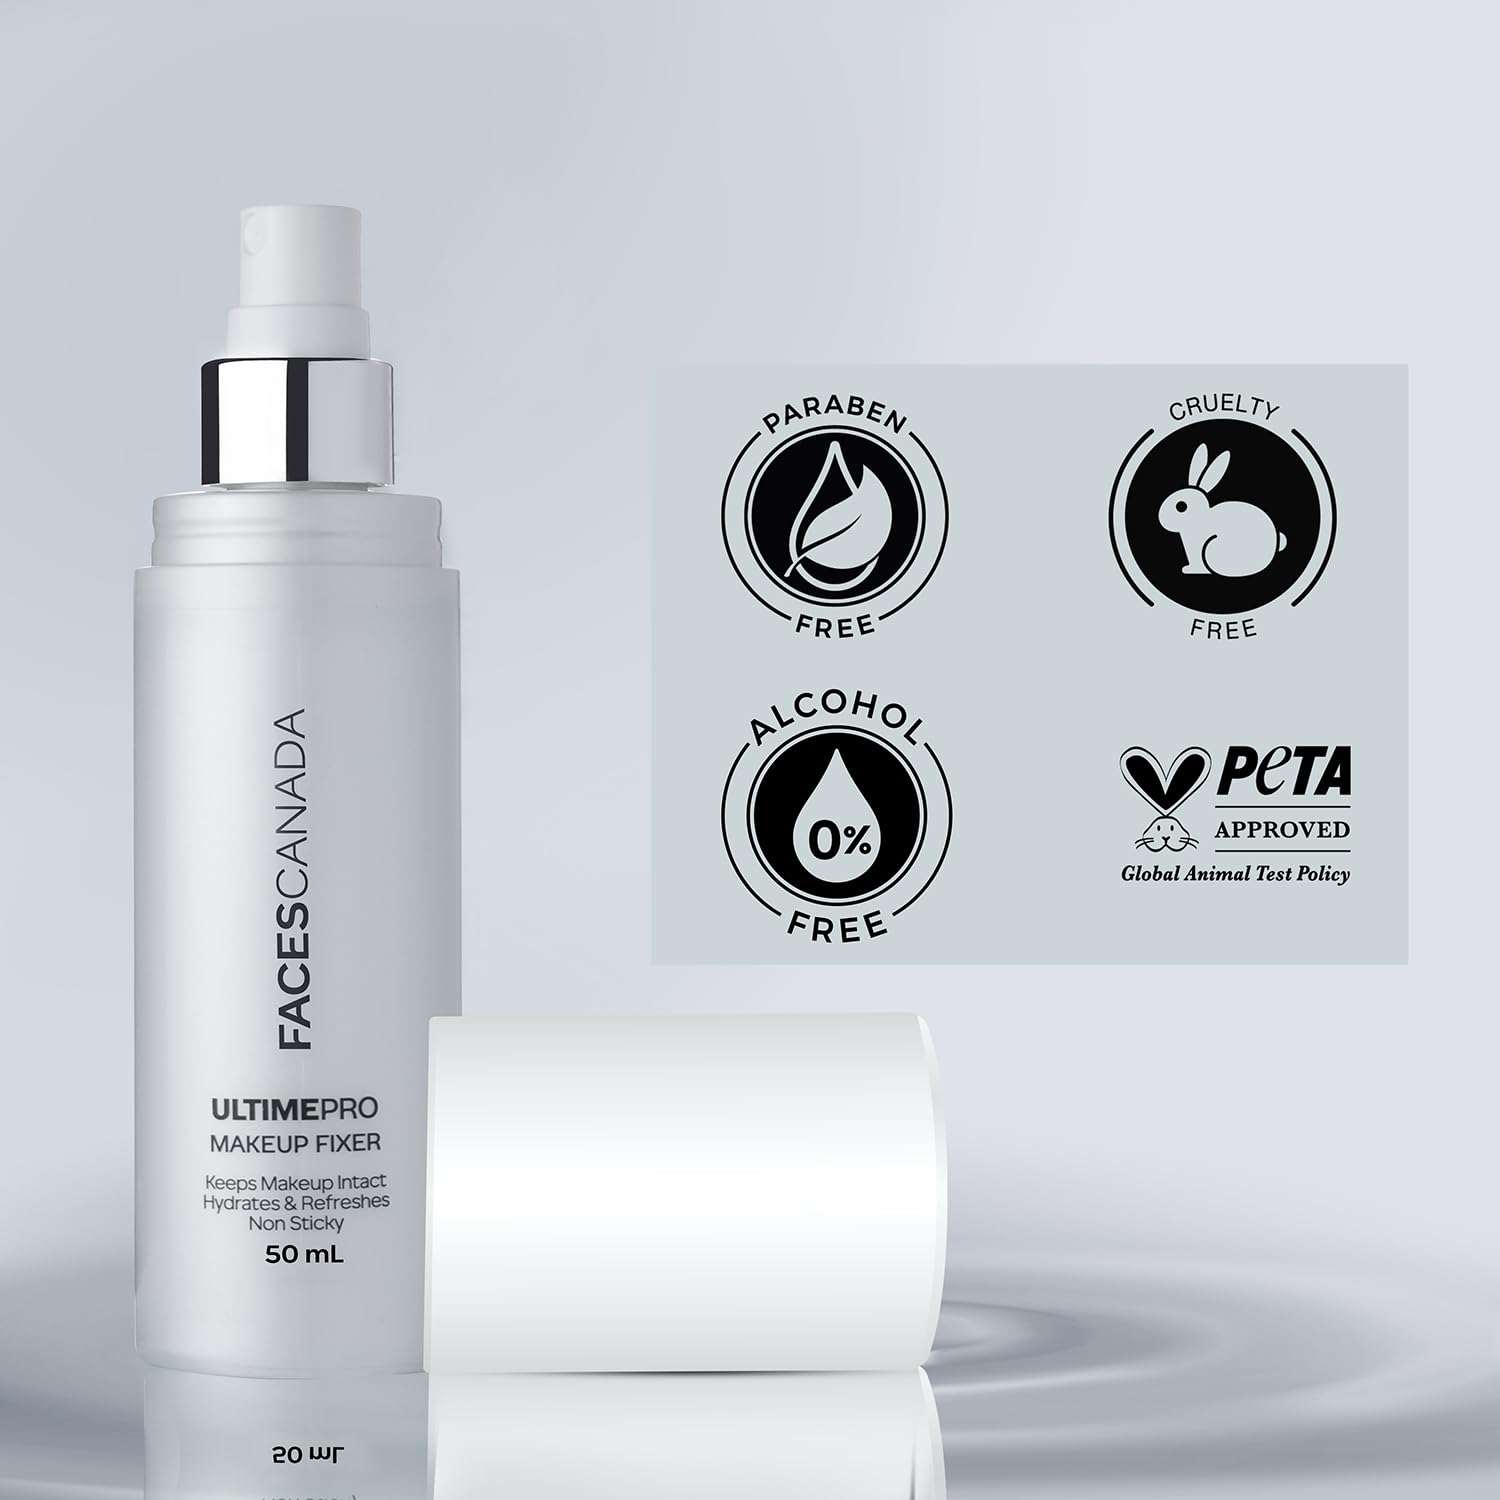 FACESCANADA
ULTIMEPRO
MAKEUP FIXER
Keeps Makeup Intact
Hydrates & Refreshes
Non Sticky
50 mL
50 mL
PARABEN
FREE
CRUELTY
FREE
ALCOHOL
0%
FREE
PETA
APPROVED
Global Animal Test Policy